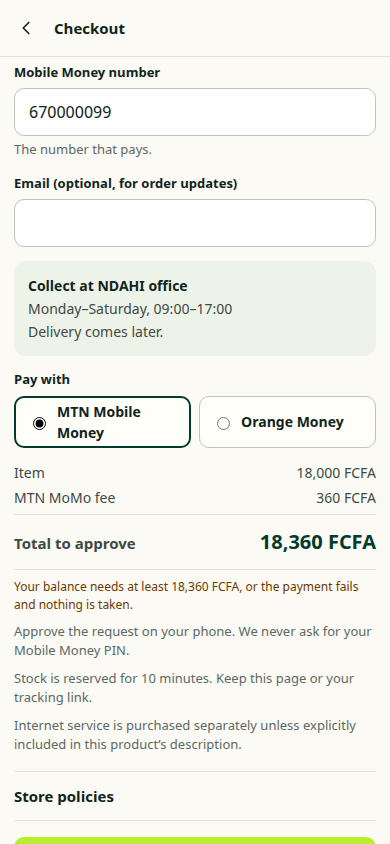 Checkout
Mobile Money number
670000099
The number that pays.
Email (optional, for order updates)
Collect at NDAHI office
Monday–Saturday, 09:00–17:00
Delivery comes later.
Pay with
MTN Mobile
Money
Orange Money
Item 18,000 FCFA
MTN MoMo fee 360 FCFA
Total to approve 18,360 FCFA
Your balance needs at least 18,360 FCFA, or the payment fails
and nothing is taken.
Approve the request on your phone. We never ask for your
Mobile Money PIN.
Stock is reserved for 10 minutes. Keep this page or your
tracking link.
Internet service is purchased separately unless explicitly
included in this product’s description.
Store policies